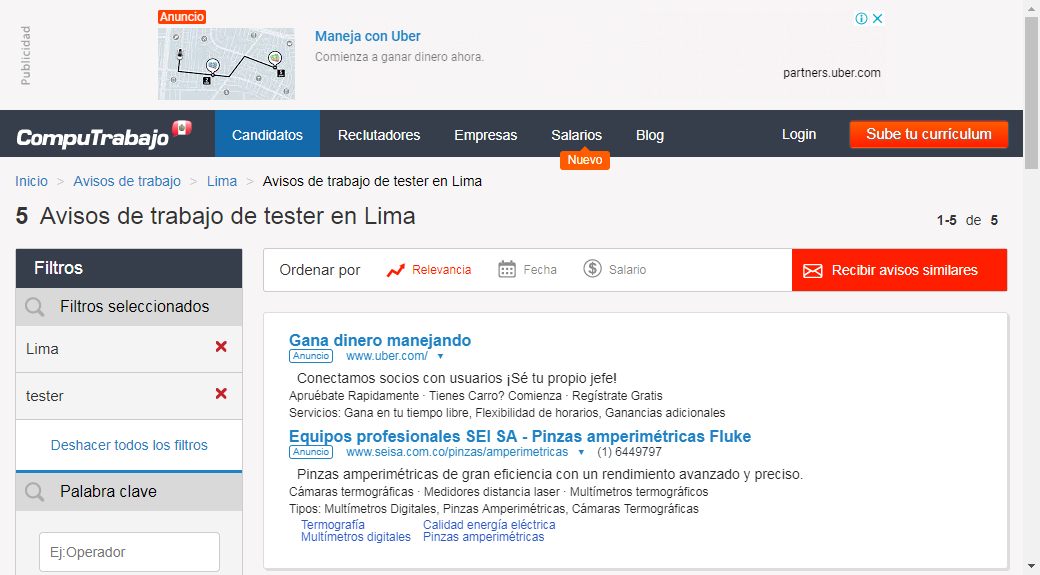 Publicidad
Anuncio
Maneja con Uber
Comienza a ganar dinero ahora.
partners.uber.com
CompuTrabajo
Candidatos
Reclutadores
Empresas
Salarios
Nuevo
Blog
Login
Sube tu currículum
Inicio > Avisos de trabajo > Lima > Avisos de trabajo de tester en Lima
5 Avisos de trabajo de tester en Lima
1-5 de 5
Filtros
Filtros seleccionados
Lima
tester
Deshacer todos los filtros
Palabra clave
Ej:Operador
Ordenar por
Relevancia
Fecha
Salario
Recibir avisos similares
Gana dinero manejando
Anuncio www.uber.com/
Conectamos socios con usuarios ¡Sé tu propio jefe!
Apruébate Rapidamente · Tienes Carro? Comienza · Regístrate Gratis
Servicios: Gana en tu tiempo libre, Flexibilidad de horarios, Ganancias adicionales
Equipos profesionales SEI SA - Pinzas amperimétricas Fluke
Anuncio www.seisa.com.co/pinzas/amperimetricas (1) 6449797
Pinzas amperimétricas de gran eficiencia con un rendimiento avanzado y preciso.
Cámaras termográficas · Medidores distancia laser · Multímetros termográficos
Tipos: Multímetros Digitales, Pinzas Amperimétricas, Cámaras Termográficas
Termografía Calidad energía eléctrica
Multímetros digitales Pinzas amperimétricas